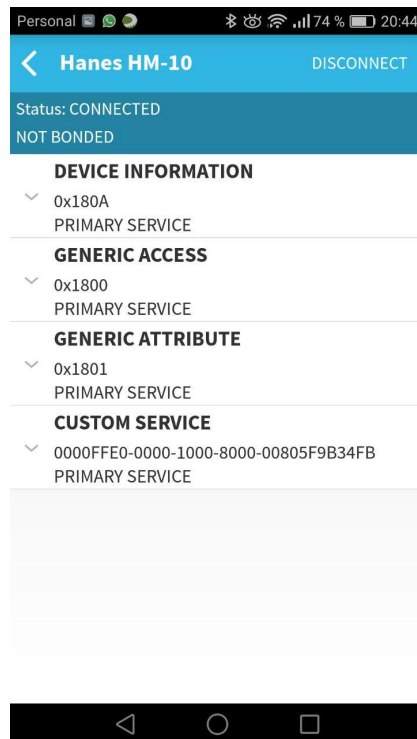 Personal 74 % 20:44
Hanes HM-10 DISCONNECT
Status: CONNECTED
NOT BONDED
DEVICE INFORMATION
0x180A
PRIMARY SERVICE
GENERIC ACCESS
0x1800
PRIMARY SERVICE
GENERIC ATTRIBUTE
0x1801
PRIMARY SERVICE
CUSTOM SERVICE
0000FFE0-0000-1000-8000-00805F9B34FB
PRIMARY SERVICE